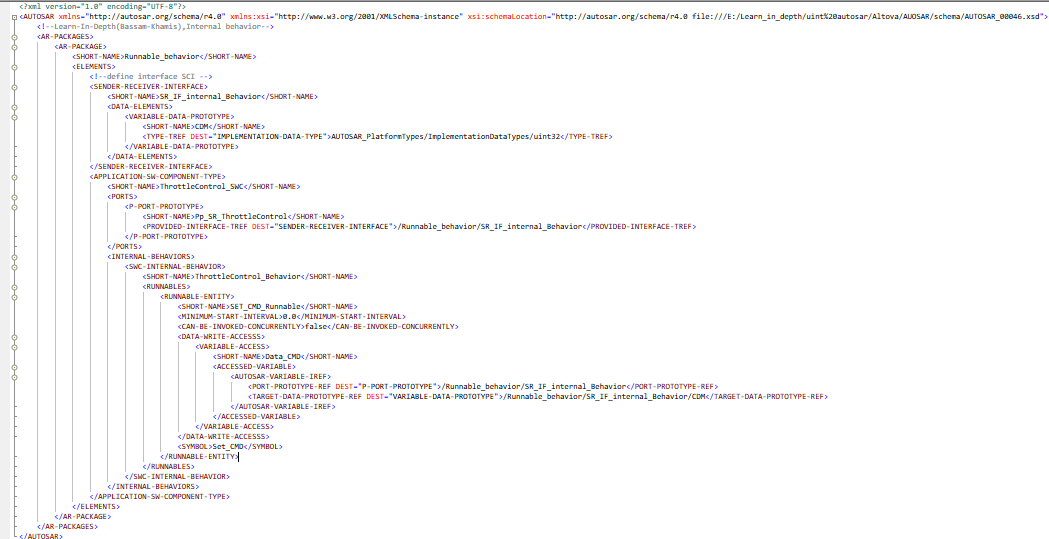 <?xml version="1.0" encoding="UTF-8"?>
<AUTOSAR xmlns="http://autosar.org/schema/r4.0" xmlns:xsi="http://www.w3.org/2001/XMLSchema-instance" xsi:schemaLocation="http://autosar.org/schema/r4.0 file:///E:/Learn_in_depth/uint%20autosar/Altova/AUOSAR/schema/AUTOSAR_00046.xsd">
<!--Learn-In-Depth(Bassam-Khamis),Internal behavior-->
<AR-PACKAGES>
<AR-PACKAGE>
<SHORT-NAME>Runnable_behavior</SHORT-NAME>
<ELEMENTS>
<!--define interface SCI -->
<SENDER-RECEIVER-INTERFACE>
<SHORT-NAME>SR_IF_internal_Behavior</SHORT-NAME>
<DATA-ELEMENTS>
<VARIABLE-DATA-PROTOTYPE>
<SHORT-NAME>CDM</SHORT-NAME>
<TYPE-TREF DEST="IMPLEMENTATION-DATA-TYPE">AUTOSAR_PlatformTypes/ImplementationDataTypes/uint32</TYPE-TREF>
</VARIABLE-DATA-PROTOTYPE>
</DATA-ELEMENTS>
</SENDER-RECEIVER-INTERFACE>
<APPLICATION-SW-COMPONENT-TYPE>
<SHORT-NAME>ThrottleControl_SWC</SHORT-NAME>
<PORTS>
<P-PORT-PROTOTYPE>
<SHORT-NAME>Pp_SR_ThrottleControl</SHORT-NAME>
<PROVIDED-INTERFACE-TREF DEST="SENDER-RECEIVER-INTERFACE">/Runnable_behavior/SR_IF_internal_Behavior</PROVIDED-INTERFACE-TREF>
</P-PORT-PROTOTYPE>
</PORTS>
<INTERNAL-BEHAVIORS>
<SWC-INTERNAL-BEHAVIOR>
<SHORT-NAME>ThrottleControl_Behavior</SHORT-NAME>
<RUNNABLES>
<RUNNABLE-ENTITY>
<SHORT-NAME>SET_CMD_Runnable</SHORT-NAME>
<MINIMUM-START-INTERVAL>0.0</MINIMUM-START-INTERVAL>
<CAN-BE-INVOKED-CONCURRENTLY>false</CAN-BE-INVOKED-CONCURRENTLY>
<DATA-WRITE-ACCESSS>
<VARIABLE-ACCESS>
<SHORT-NAME>Data_CMD</SHORT-NAME>
<ACCESSED-VARIABLE>
<AUTOSAR-VARIABLE-IREF>
<PORT-PROTOTYPE-REF DEST="P-PORT-PROTOTYPE">/Runnable_behavior/SR_IF_internal_Behavior</PORT-PROTOTYPE-REF>
<TARGET-DATA-PROTOTYPE-REF DEST="VARIABLE-DATA-PROTOTYPE">/Runnable_behavior/SR_IF_internal_Behavior/CDM</TARGET-DATA-PROTOTYPE-REF>
</AUTOSAR-VARIABLE-IREF>
</ACCESSED-VARIABLE>
</VARIABLE-ACCESS>
</DATA-WRITE-ACCESSS>
<SYMBOL>Set_CMD</SYMBOL>
</RUNNABLE-ENTITY>
</RUNNABLES>
</SWC-INTERNAL-BEHAVIOR>
</INTERNAL-BEHAVIORS>
</APPLICATION-SW-COMPONENT-TYPE>
</ELEMENTS>
</AR-PACKAGE>
</AR-PACKAGES>
</AUTOSAR>